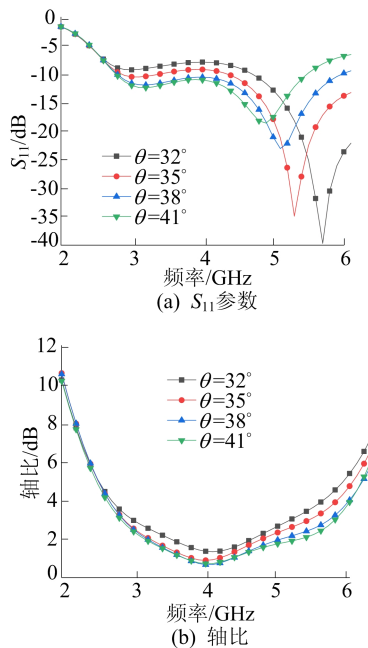 0
-5
-10
-15
-20
-25
-30
-35
-40
S₁₁/dB
θ=32°
θ=35°
θ=38°
θ=41°
2 3 4 5 6
频率/GHz
(a) S₁₁参数
12
10
8
6
4
2
0
轴比/dB
θ=32°
θ=35°
θ=38°
θ=41°
2 3 4 5 6
频率/GHz
(b) 轴比